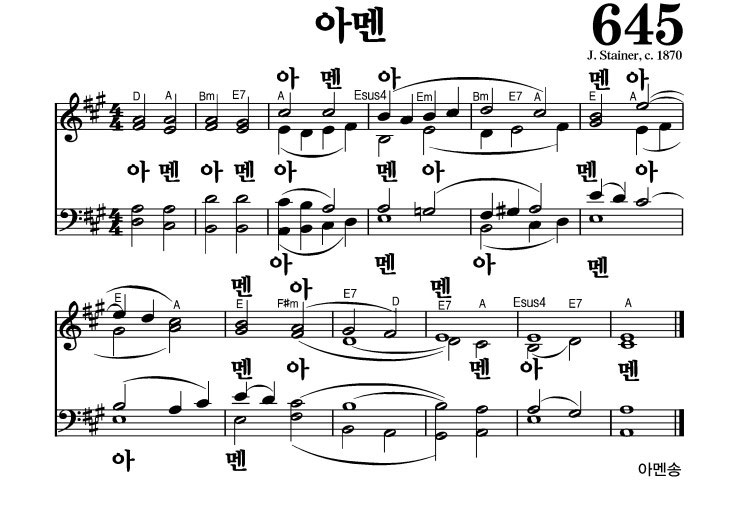 아멘
645
J. Stainer, c. 1870
아 멘 아 멘 아
D A Bm E7 A Esus4 Em Bm E7 A E A
아 멘 아 멘 아 멘 아 멘 아
아 멘 아 멘
멘 아 멘
E A E F#m E7 D E7 A Esus4 E7 A
멘 아 멘 아 멘
아 멘
아멘송